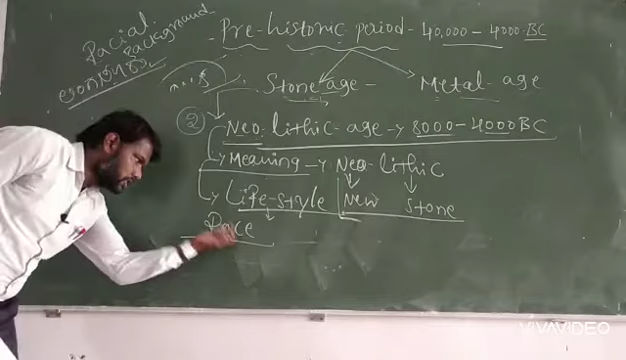 Racial
Background
Pre-historic period - 40,000 - 4000 BC
Stone age
Metal-age
② Neo-lithic-age → 8000 - 4000 BC
Meaning → Neo-lithic
Life-style
New Stone
Race
VIVAVIDEO